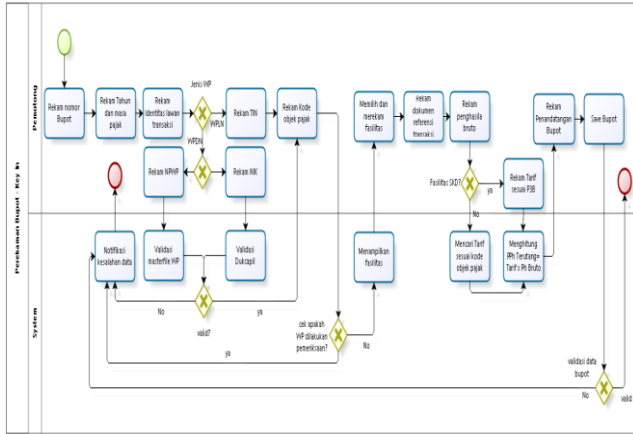 Perekaman Bupot - Key In
Pemotong
System
Rekam nomor
Bupot
Rekam Tahun
dan masa
pajak
Rekam
Identitas lawan
transaksi
Jenis WP
WPLN
WPDN
Rekam TIN
Rekam Kode
objek pajak
Rekam NPWP
Rekam NIK
Memilih dan
merekam
fasilitas
Rekam
dokumen
referensi
transaksi
Rekam
penghasila
bruto
Fasilitas SKD?
ya
No
Rekam Tarif
sesuai P3B
Rekam
Penandatangan
Bupot
Save Bupot
Notifikasi
kesalahan data
Validasi
masterfile WP
Validasi
Dukcapil
No
ya
valid?
Menampilkan
fasilitas
cek apakah
WP dilakukan
pemeriksaan?
No
ya
Mencari Tarif
sesuai kode
objek pajak
Menghitung
PPh Terutang=
Tarif x Ph Bruto
validasi data
bupot
No
valid